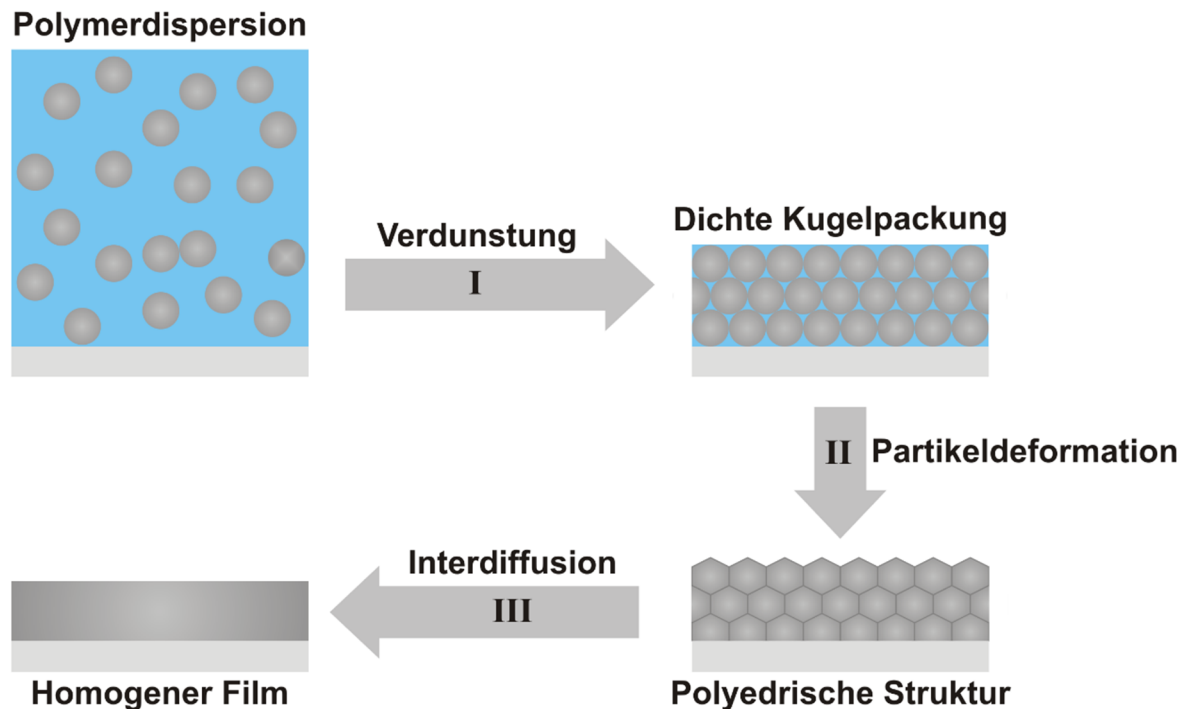 Polymerdispersion
Verdunstung
I
Dichte Kugelpackung
II Partikeldeformation
Interdiffusion
III
Homogener Film
Polyedrische Struktur